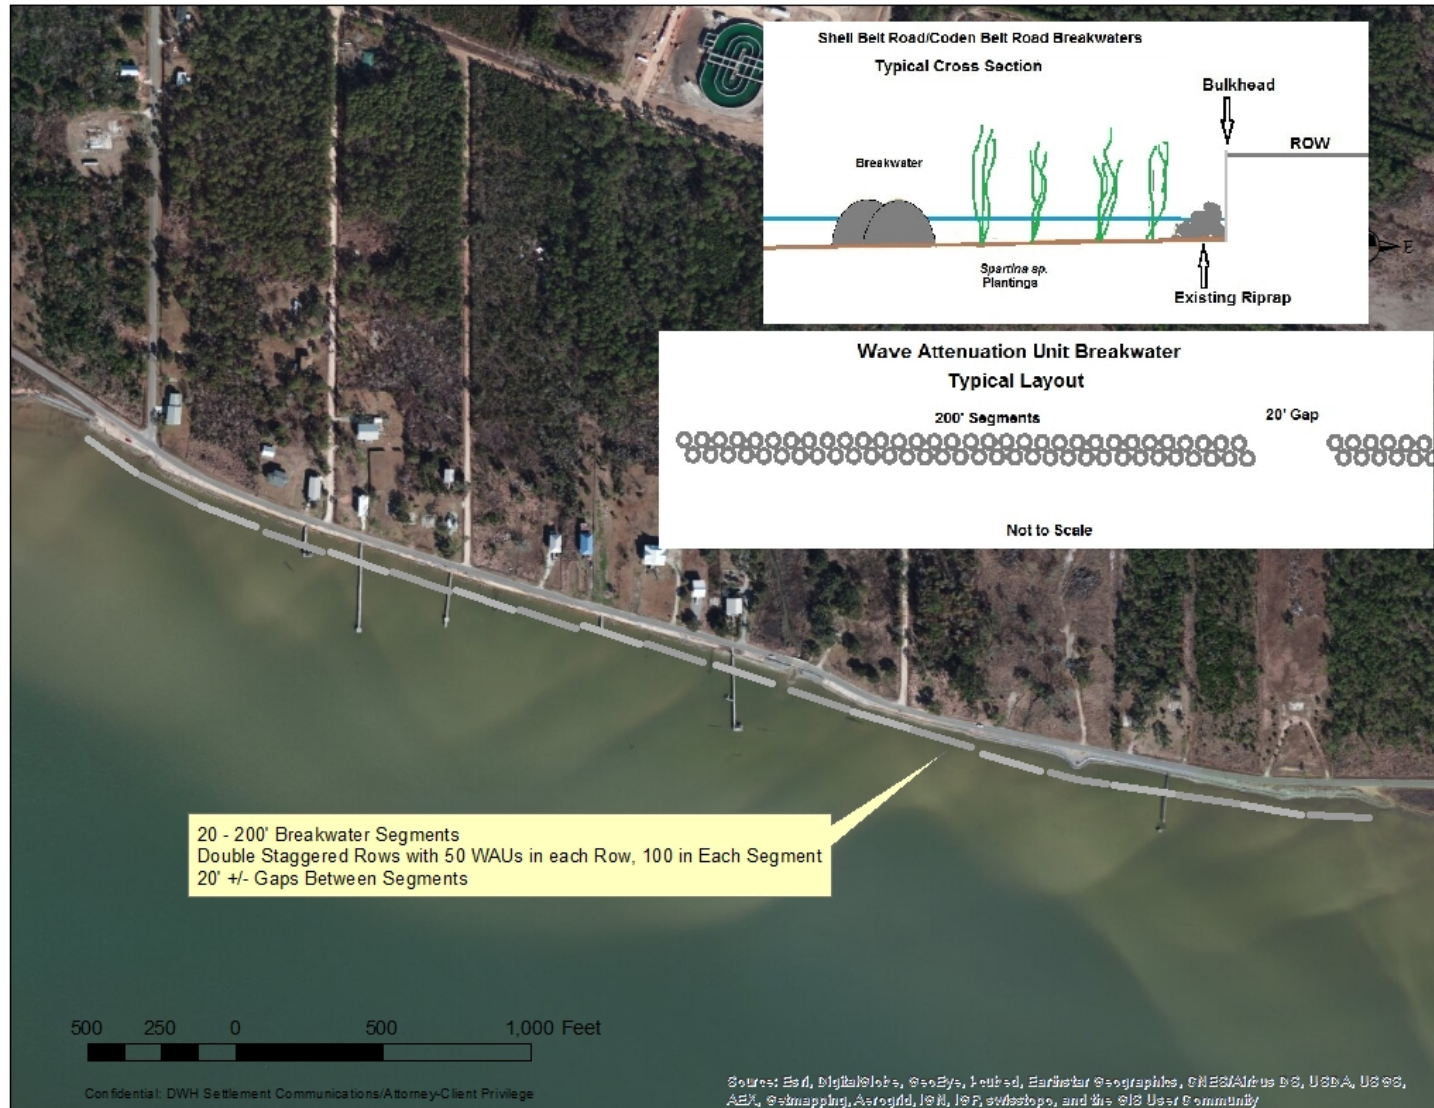 Shell Belt Road/Coden Belt Road Breakwaters
Typical Cross Section
Bulkhead
ROW
Breakwater
E
Spartina sp.
Plantings
Existing Riprap
Wave Attenuation Unit Breakwater
Typical Layout
200' Segments
20' Gap
Not to Scale
20 - 200' Breakwater Segments
Double Staggered Rows with 50 WAUs in each Row, 100 in Each Segment
20' +/- Gaps Between Segments
500 250 0 500 1,000 Feet
Confidential: DWH Settlement Communications/Attorney-Client Privilege
Source: Esri, DigitalGlobe, GeoEye, i-cubed, Earthstar Geographics, CNES/Airbus DS, USDA, USGS,
AEX, Getmapping, Aerogrid, IGN, IGP, swisstopo, and the GIS User Community